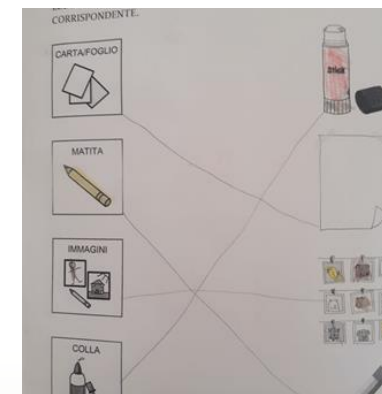 CORRISPONDENTE.
CARTA/FOGLIO
MATITA
IMMAGINI
COLLA
stick